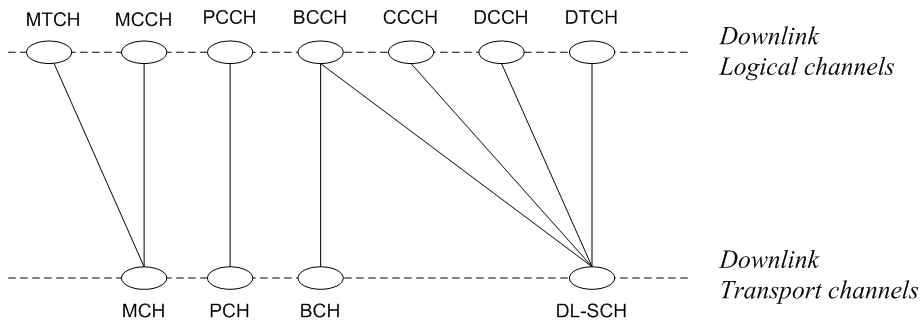 MTCH MCCH PCCH BCCH CCCH DCCH DTCH
Downlink
Logical channels
Downlink
Transport channels
MCH PCH BCH DL-SCH